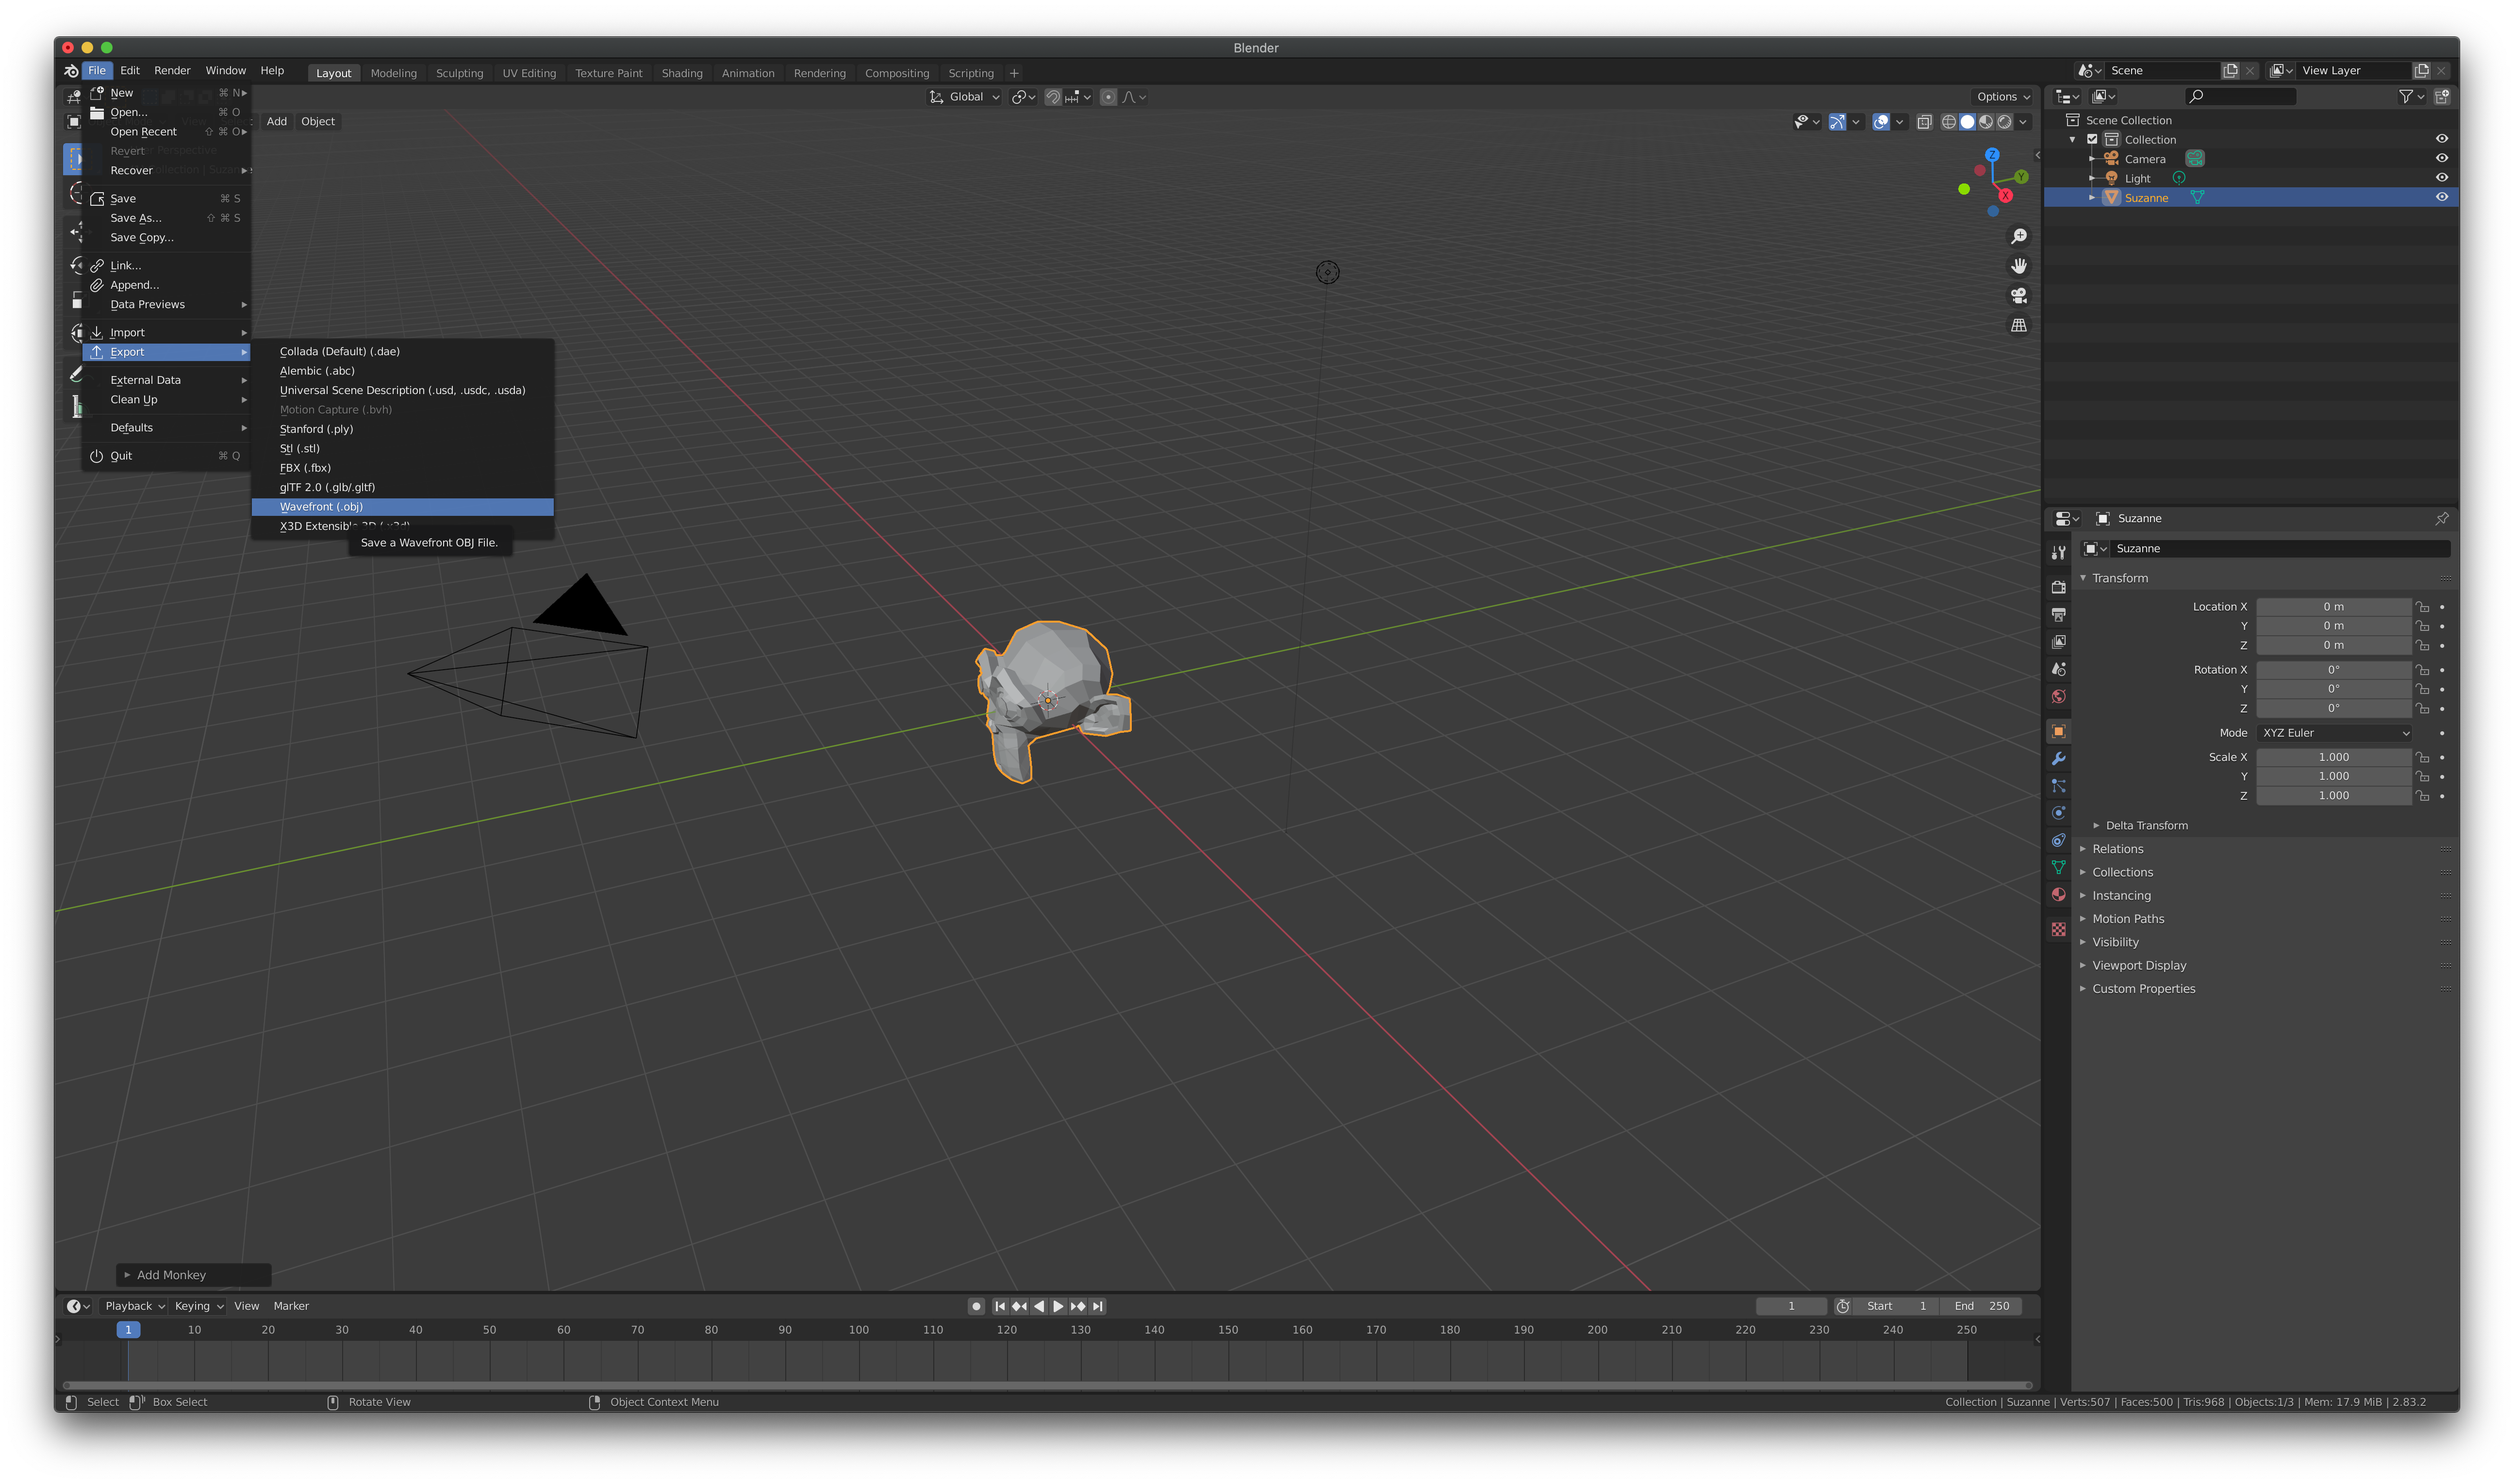 Blender
File Edit Render Window Help Layout Modeling Sculpting UV Editing Texture Paint Shading Animation Rendering Compositing Scripting + Scene View Layer
Global Options
Add Object
New ⌘ N
Open... ⌘ O
Open Recent ⇧ ⌘ O
Revert
Recover
Save ⌘ S
Save As... ⇧ ⌘ S
Save Copy...
Link...
Append...
Data Previews
Import
Export
External Data
Clean Up
Defaults
Quit ⌘ Q
Collada (Default) (.dae)
Alembic (.abc)
Universal Scene Description (.usd, .usdc, .usda)
Motion Capture (.bvh)
Stanford (.ply)
Stl (.stl)
FBX (.fbx)
glTF 2.0 (.glb/.gltf)
Wavefront (.obj)
X3D Extensible 3D (.x3d)
Save a Wavefront OBJ File.
Z
Y
X
Scene Collection
Collection
Camera
Light
Suzanne
Suzanne
Suzanne
Transform
Location X 0 m
Y 0 m
Z 0 m
Rotation X 0°
Y 0°
Z 0°
Mode XYZ Euler
Scale X 1.000
Y 1.000
Z 1.000
Delta Transform
Relations
Collections
Instancing
Motion Paths
Visibility
Viewport Display
Custom Properties
Add Monkey
Playback Keying View Marker 1 Start 1 End 250
1 10 20 30 40 50 60 70 80 90 100 110 120 130 140 150 160 170 180 190 200 210 220 230 240 250
Select Box Select Rotate View Object Context Menu Collection | Suzanne | Verts:507 | Faces:500 | Tris:968 | Objects:1/3 | Mem: 17.9 MiB | 2.83.2